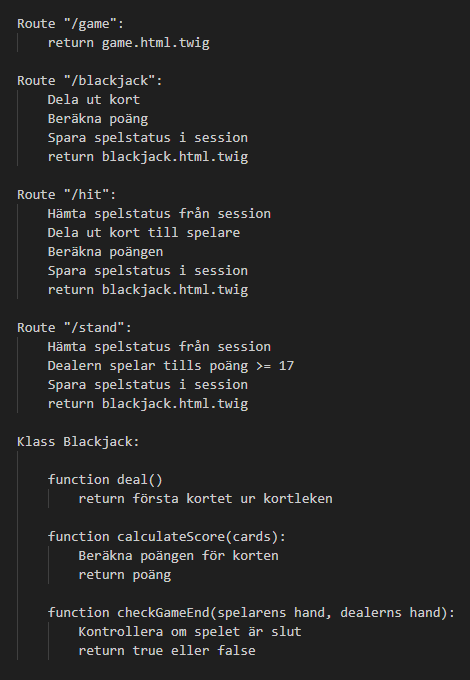 Route "/game":
return game.html.twig
Route "/blackjack":
Dela ut kort
Beräkna poäng
Spara spelstatus i session
return blackjack.html.twig
Route "/hit":
Hämta spelstatus från session
Dela ut kort till spelare
Beräkna poängen
Spara spelstatus i session
return blackjack.html.twig
Route "/stand":
Hämta spelstatus från session
Dealern spelar tills poäng >= 17
Spara spelstatus i session
return blackjack.html.twig
Klass Blackjack:
function deal()
return första kortet ur kortleken
function calculateScore(cards):
Beräkna poängen för korten
return poäng
function checkGameEnd(spelarens hand, dealerns hand):
Kontrollera om spelet är slut
return true eller false